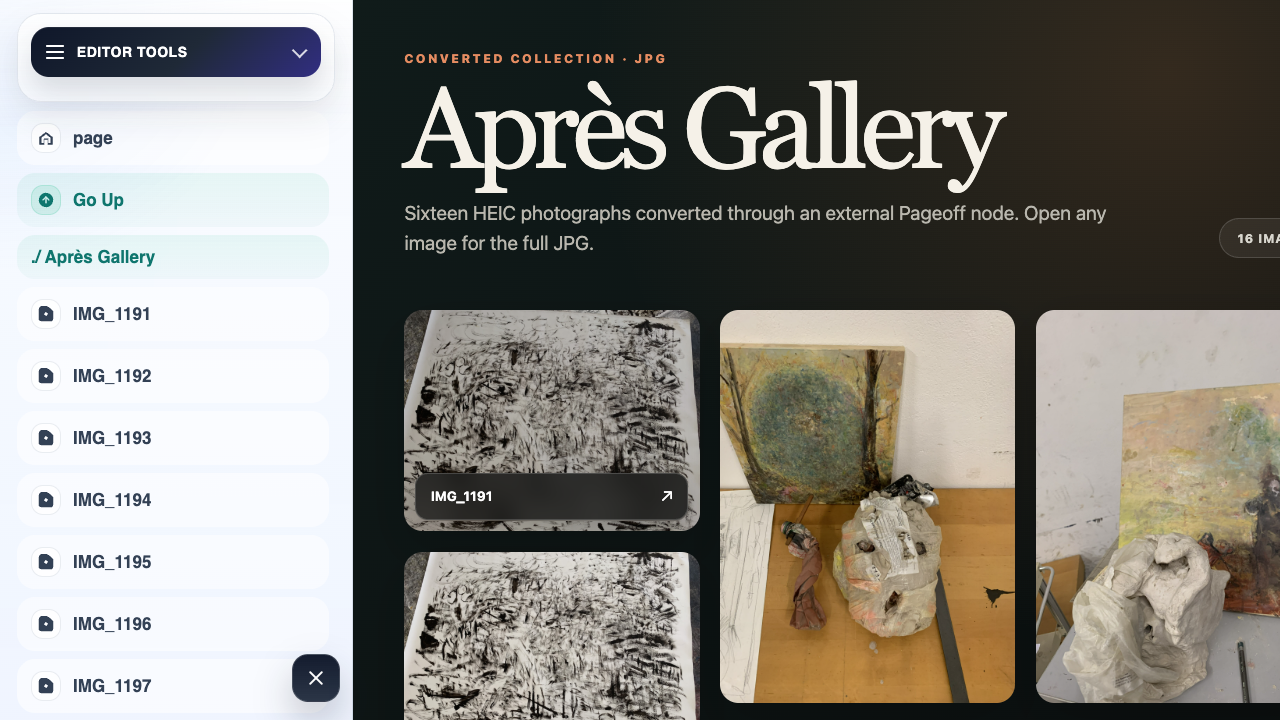 EDITOR TOOLS
page
Go Up
./ Après Gallery
IMG_1191
IMG_1192
IMG_1193
IMG_1194
IMG_1195
IMG_1196
IMG_1197
CONVERTED COLLECTION · JPG
Après Gallery
Sixteen HEIC photographs converted through an external Pageoff node. Open any
image for the full JPG.
16 IMA
IMG_1191